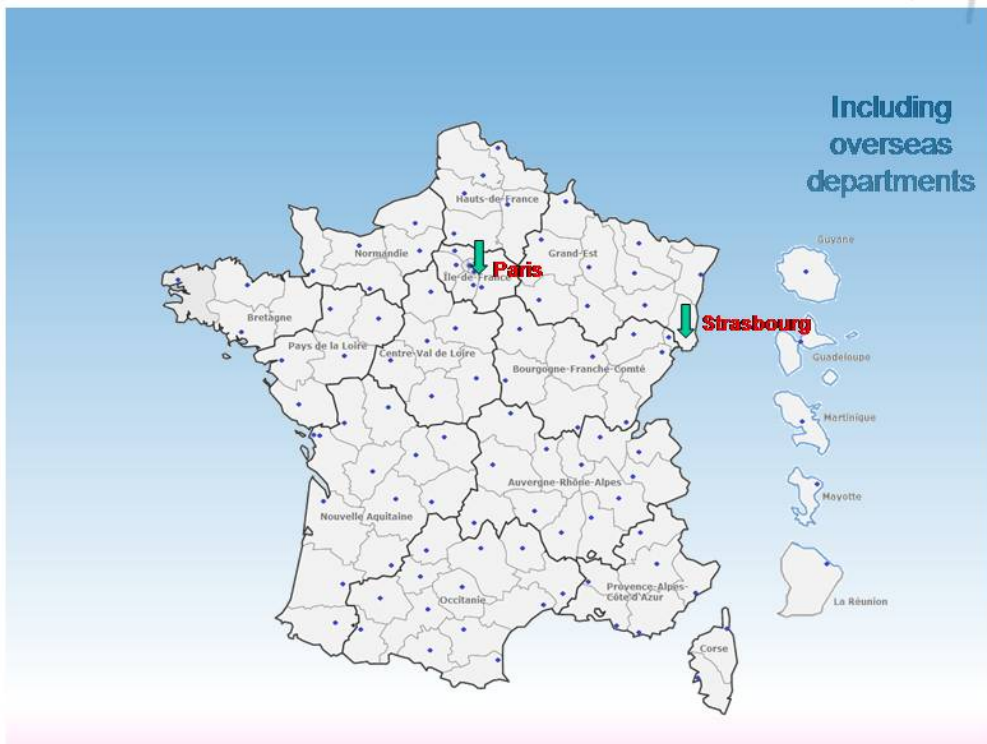 Including
overseas
departments
Guyane
Hauts-de-France
Normandie
Grand-Est
Île-de-France
Paris
Bretagne
Strasbourg
Pays de la Loire
Centre-Val de Loire
Guadeloupe
Bourgogne-Franche-Comté
Martinique
Auvergne-Rhône-Alpes
Mayotte
Nouvelle Aquitaine
Provence-Alpes-
Côte d'Azur
Occitanie
La Réunion
Corse